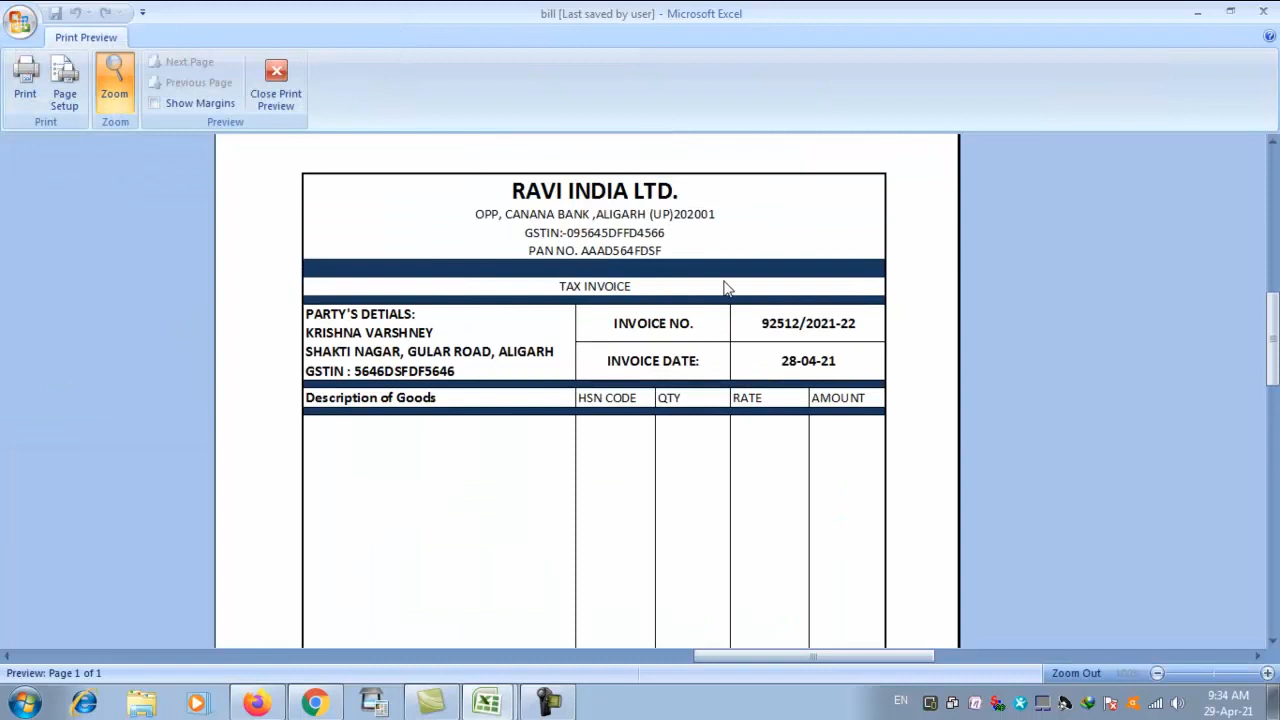 bill [Last saved by user] - Microsoft Excel
Print Preview
Print
Page Setup
Zoom
Next Page
Previous Page
Show Margins
Close Print Preview
Print
Zoom
Preview
RAVI INDIA LTD.
OPP, CANANA BANK ,ALIGARH (UP)202001
GSTIN:-095645DFFD4566
PAN NO. AAAD564FDSF
TAX INVOICE
PARTY'S DETIALS:
KRISHNA VARSHNEY
SHAKTI NAGAR, GULAR ROAD, ALIGARH
GSTIN : 5646DSFDF5646
INVOICE NO. 92512/2021-22
INVOICE DATE: 28-04-21
Description of Goods HSN CODE QTY RATE AMOUNT
Preview: Page 1 of 1
Zoom Out
EN
9:34 AM
29-Apr-21